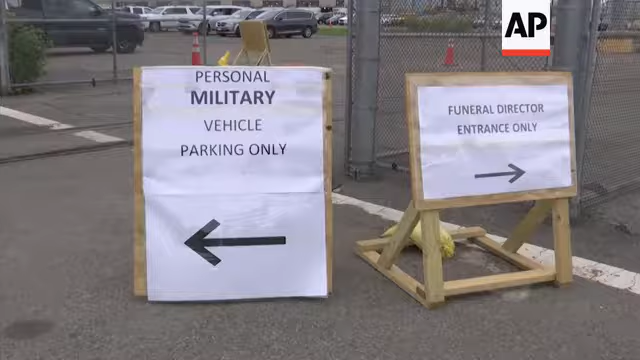 AP
PERSONAL
MILITARY
VEHICLE
PARKING ONLY
FUNERAL DIRECTOR
ENTRANCE ONLY